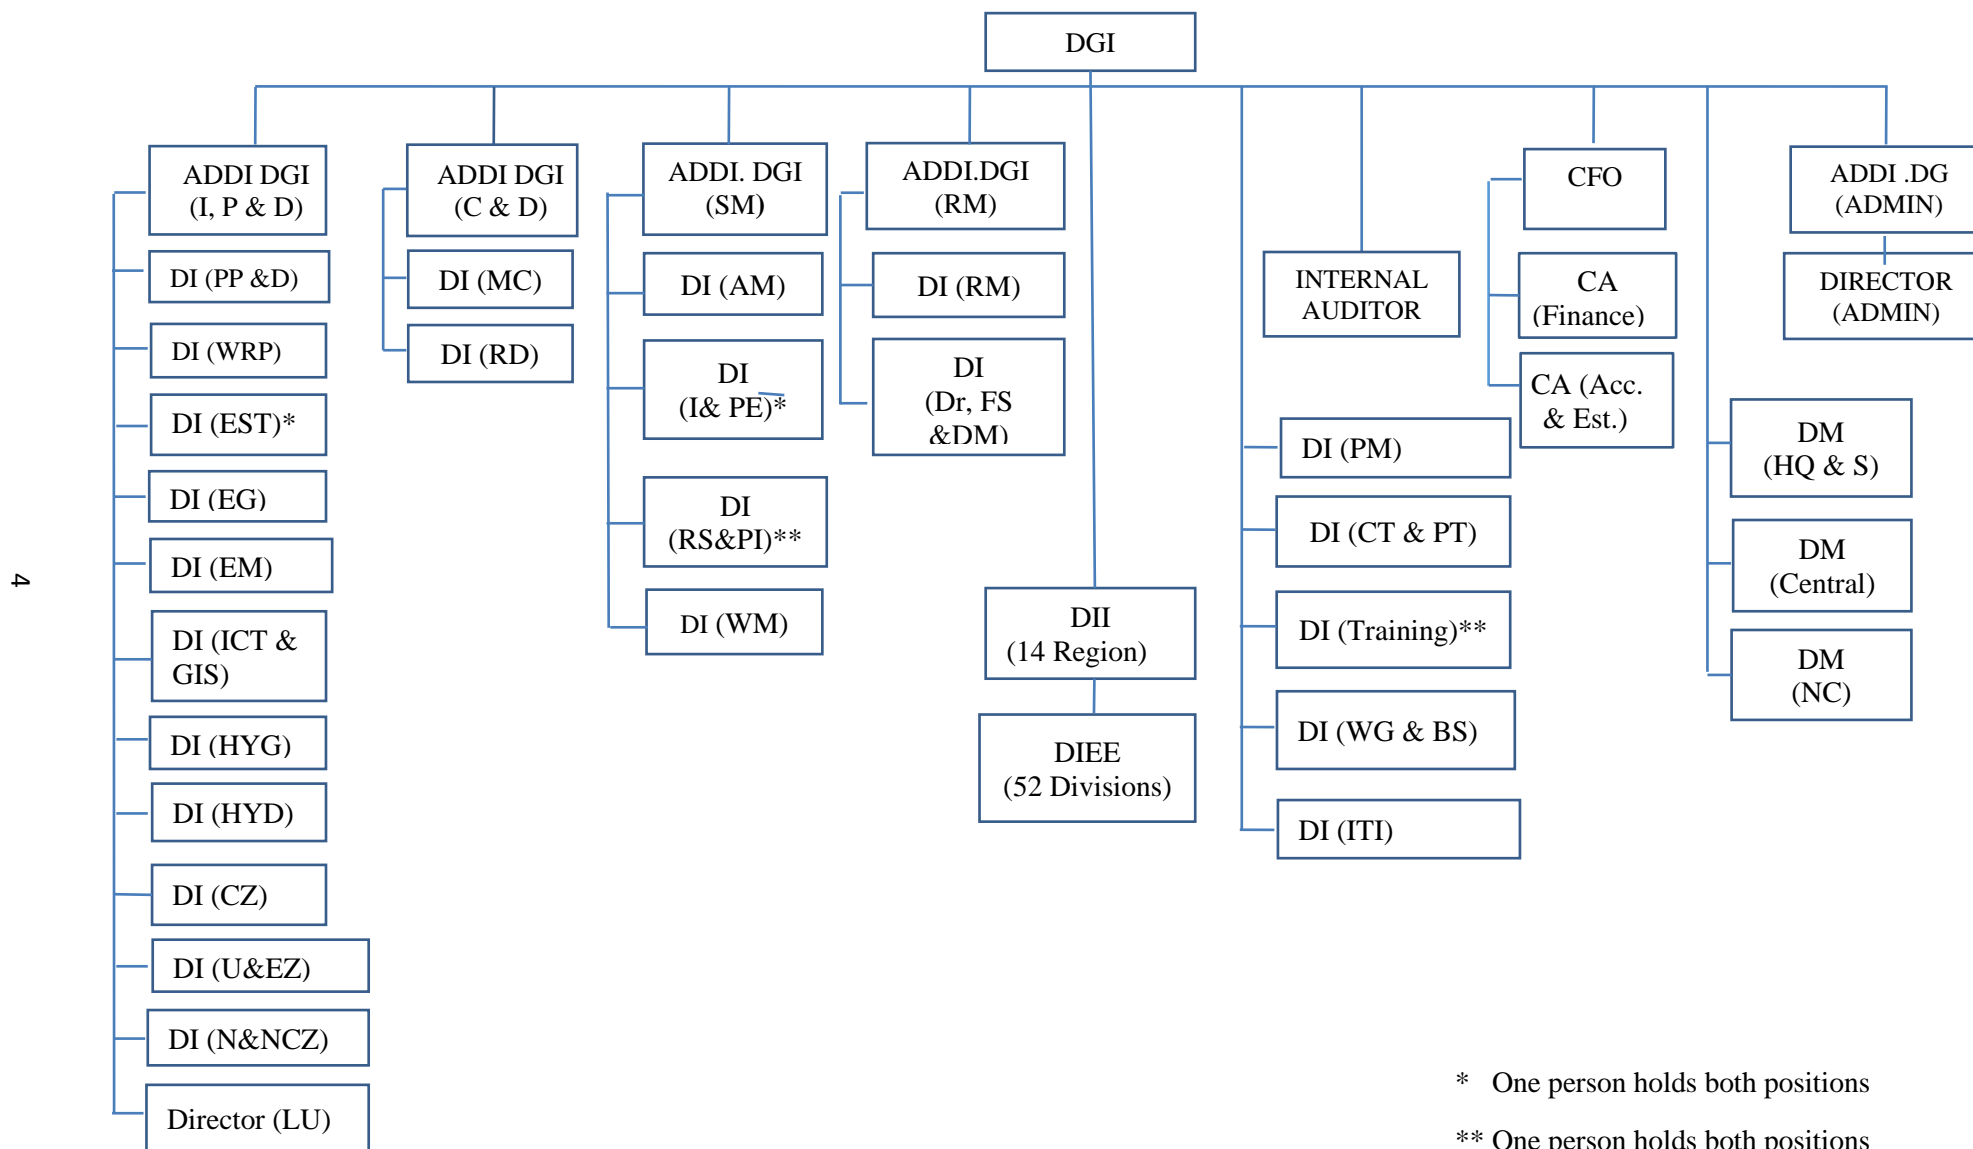 DGI
ADDI DGI
(I, P & D)
DI (PP &D)
DI (WRP)
DI (EST)*
DI (EG)
DI (EM)
DI (ICT &
GIS)
DI (HYG)
DI (HYD)
DI (CZ)
DI (U&EZ)
DI (N&NCZ)
Director (LU)
ADDI DGI
(C & D)
DI (MC)
DI (RD)
ADDI. DGI
(SM)
DI (AM)
DI
(I& PE)*
DI
(RS&PI)**
DI (WM)
ADDI.DGI
(RM)
DI (RM)
DI
(Dr, FS
&DM)
DII
(14 Region)
DIEE
(52 Divisions)
INTERNAL
AUDITOR
DI (PM)
DI (CT & PT)
DI (Training)**
DI (WG & BS)
DI (ITI)
CFO
CA
(Finance)
CA (Acc.
& Est.)
ADDI .DG
(ADMIN)
DIRECTOR
(ADMIN)
DM
(HQ & S)
DM
(Central)
DM
(NC)
* One person holds both positions
** One person holds both positions
4